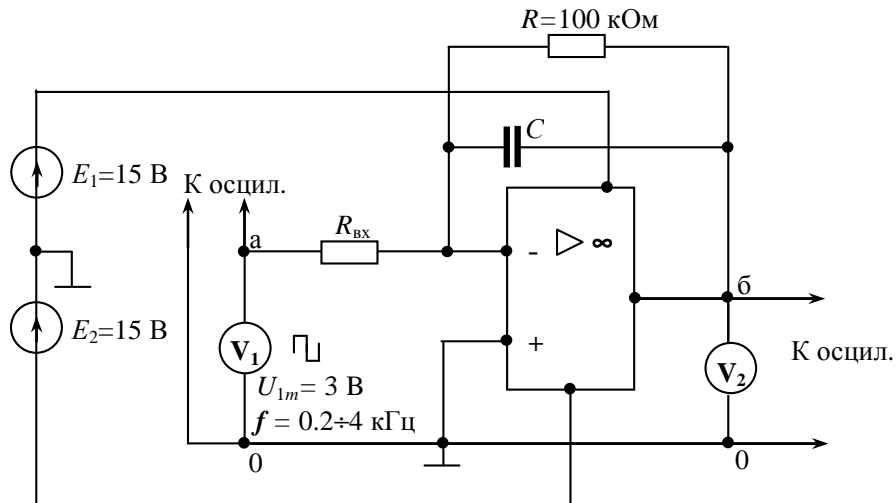 R=100 кОм
C
E1=15 В
К осцил.
а
Rвх
- ▷ ∞
б
E2=15 В
+
V1
К осцил.
V2
U1m= 3 В
f = 0.2÷4 кГц
0
0